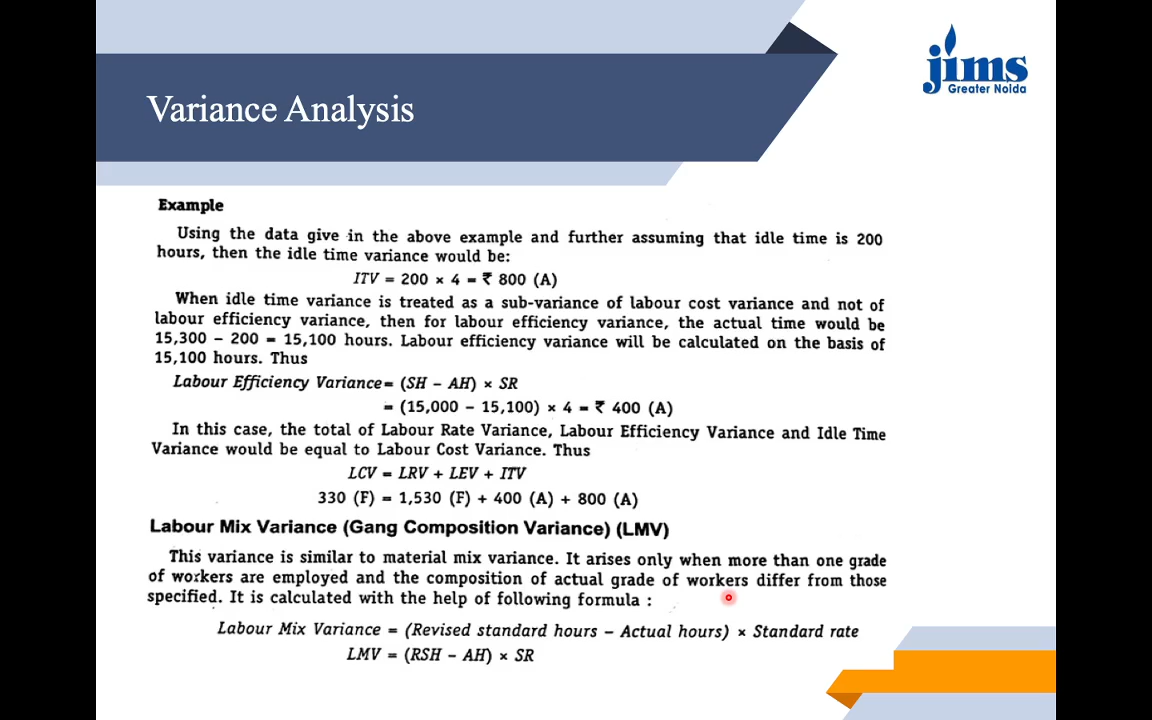 jims
Greater Noida
Variance Analysis
Example
Using the data give in the above example and further assuming that idle time is 200
hours, then the idle time variance would be:
ITV = 200 × 4 = ₹ 800 (A)
When idle time variance is treated as a sub-variance of labour cost variance and not of
labour efficiency variance, then for labour efficiency variance, the actual time would be
15,300 – 200 = 15,100 hours. Labour efficiency variance will be calculated on the basis of
15,100 hours. Thus
Labour Efficiency Variance = (SH – AH) × SR
= (15,000 – 15,100) × 4 = ₹ 400 (A)
In this case, the total of Labour Rate Variance, Labour Efficiency Variance and Idle Time
Variance would be equal to Labour Cost Variance. Thus
LCV = LRV + LEV + ITV
330 (F) = 1,530 (F) + 400 (A) + 800 (A)
Labour Mix Variance (Gang Composition Variance) (LMV)
This variance is similar to material mix variance. It arises only when more than one grade
of workers are employed and the composition of actual grade of workers differ from those
specified. It is calculated with the help of following formula :
Labour Mix Variance = (Revised standard hours – Actual hours) × Standard rate
LMV = (RSH – AH) × SR